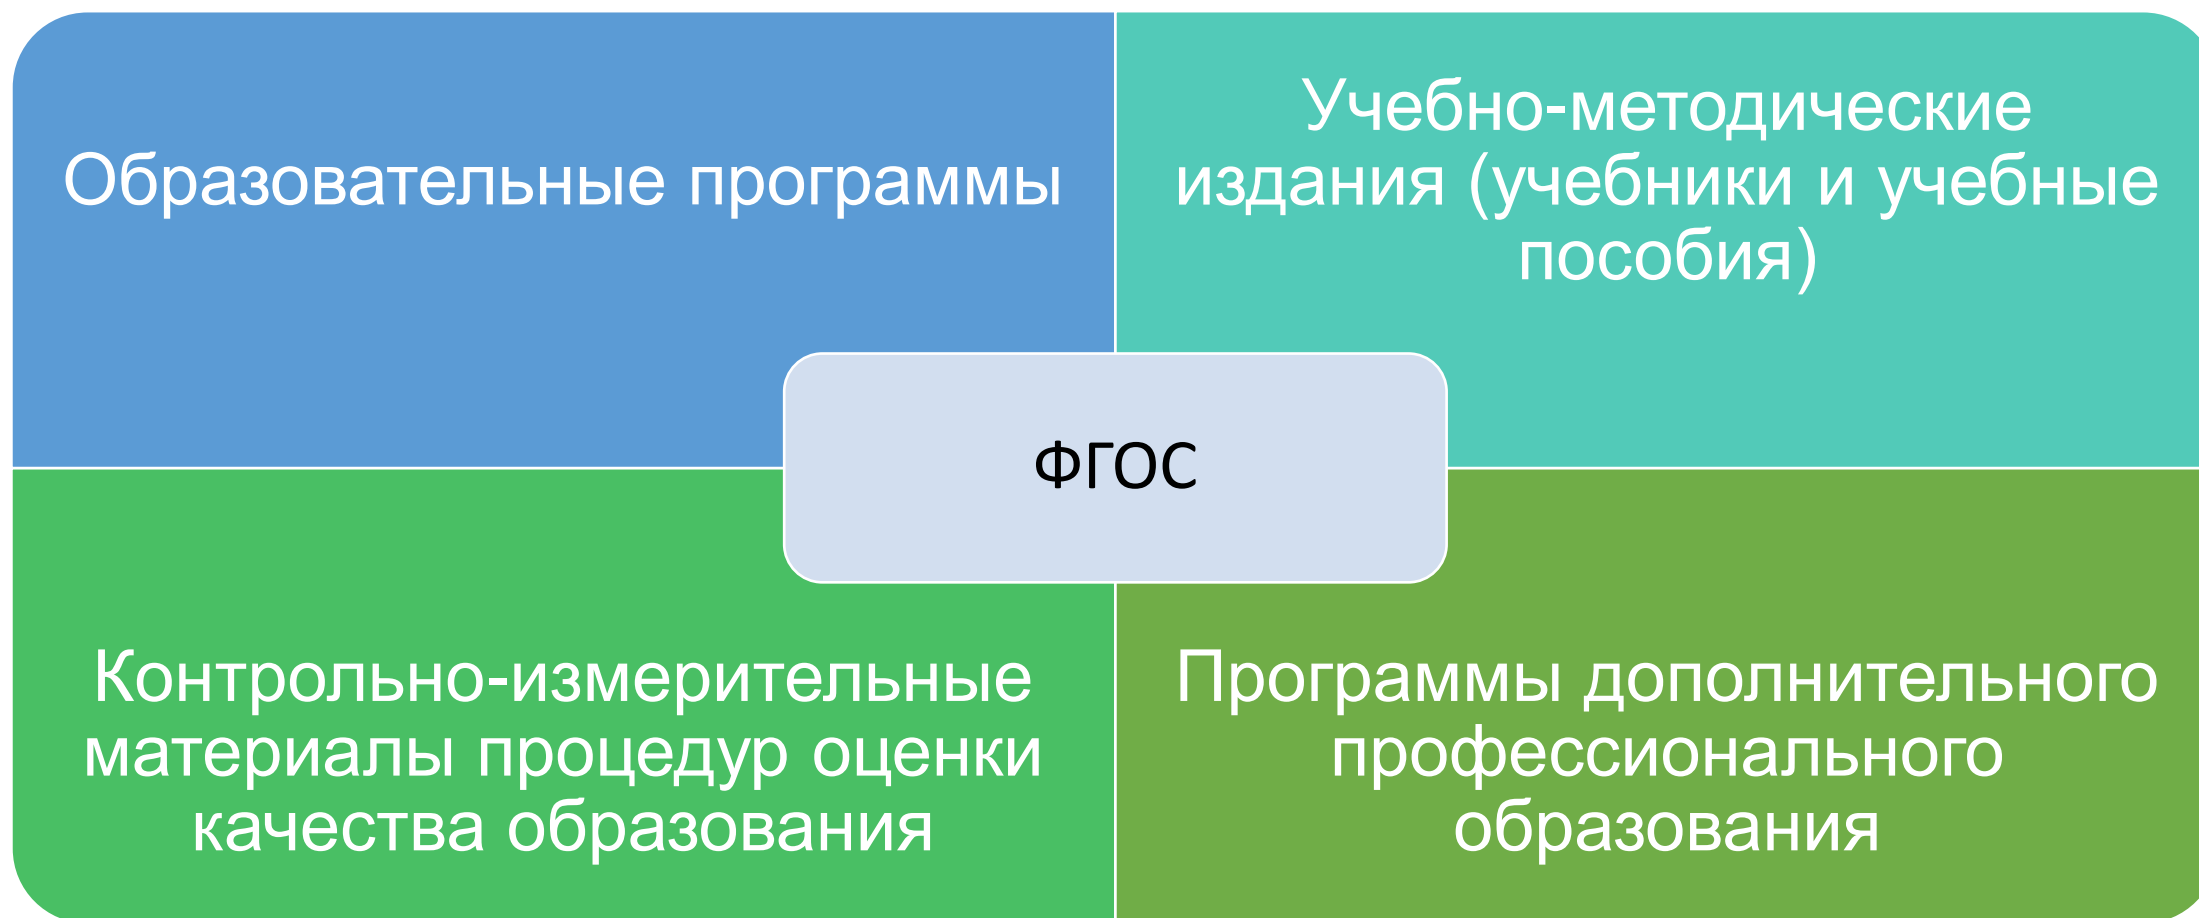 Образовательные программы
Учебно-методические
издания (учебники и учебные
пособия)
ФГОС
Контрольно-измерительные
материалы процедур оценки
качества образования
Программы дополнительного
профессионального
образования